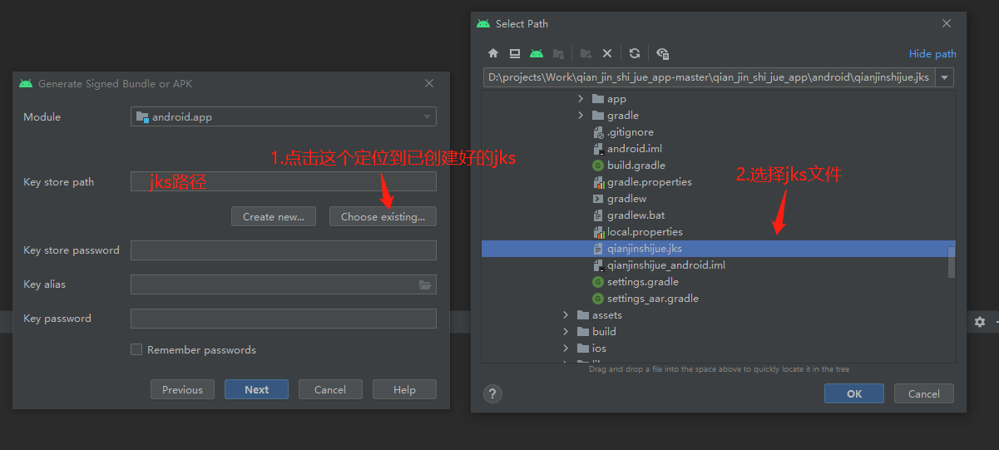 Generate Signed Bundle or APK
Module
android.app
1.点击这个定位到已创建好的jks
Key store path
jks路径
Create new...
Choose existing...
Key store password
Key alias
Key password
Remember passwords
Previous
Next
Cancel
Help
Select Path
Hide path
D:\projects\Work\qian_jin_shi_jue_app-master\qian_jin_shi_jue_app\android\qianjinshijue.jks
app
gradle
.gitignore
android.iml
build.gradle
2.选择jks文件
gradle.properties
gradlew
gradlew.bat
local.properties
qianjinshijue.jks
qianjinshijue_android.iml
settings.gradle
settings_aar.gradle
assets
build
ios
Drag and drop a file into the space above to quickly locate it in the tree
?
OK
Cancel